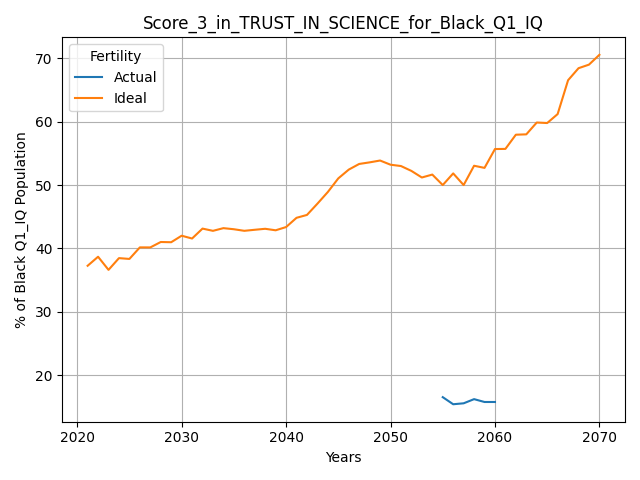 Score_3_in_TRUST_IN_SCIENCE_for_Black_Q1_IQ
Fertility
Actual
Ideal
% of Black Q1_IQ Population
70
60
50
40
30
20
2020
2030
2040
2050
2060
2070
Years